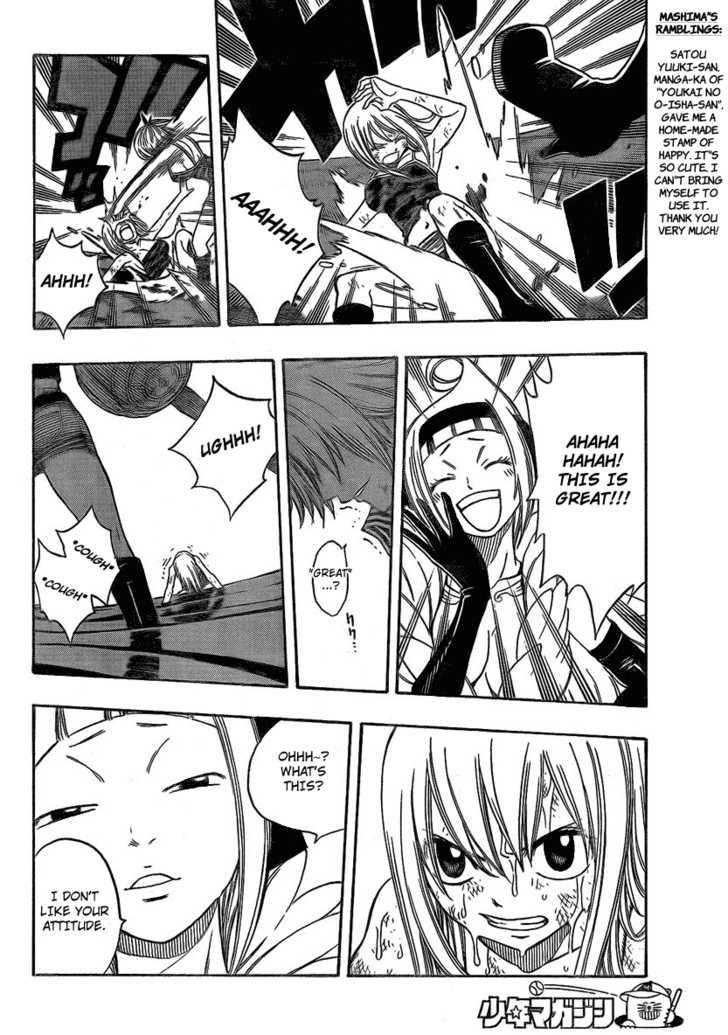 MASHIMA"S
RAMBLINGS:
SATOU
YUUKI-SAN,
MANGA-KA OF
"YOUKAI NO
O-ISHA-SAN",
GAVE ME A
HOME-MADE
STAMP OF
HAPPY. IT"S
SO CUTE. I
CAN'T BRING
MYSELF TO
USE IT.
THANK YOU
VERY MUCH!
AAAHHH!
AHHH!
AHAHA
HAHAH!
THIS IS
GREAT!!!
"GREAT"
...?
UGHHH!
*COUGH*
*COUGH*
OHHH~?
WHAT'S
THIS?
I DON'T
LIKE YOUR
ATTITUDE.
少年マガジン